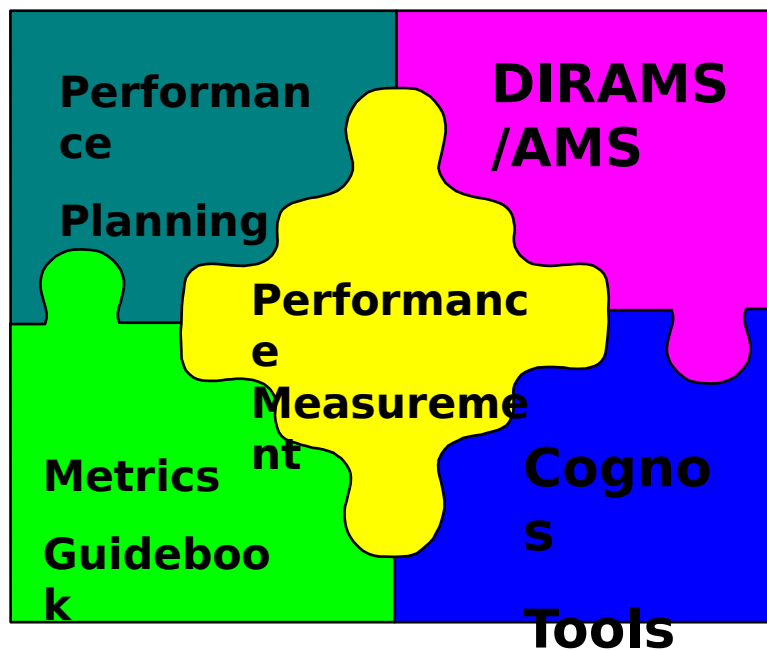 Performan
ce
Planning
DIRAMS
/AMS
Performanc
e
Measureme
nt
Metrics
Guideboo
k
Cogno
s
Tools